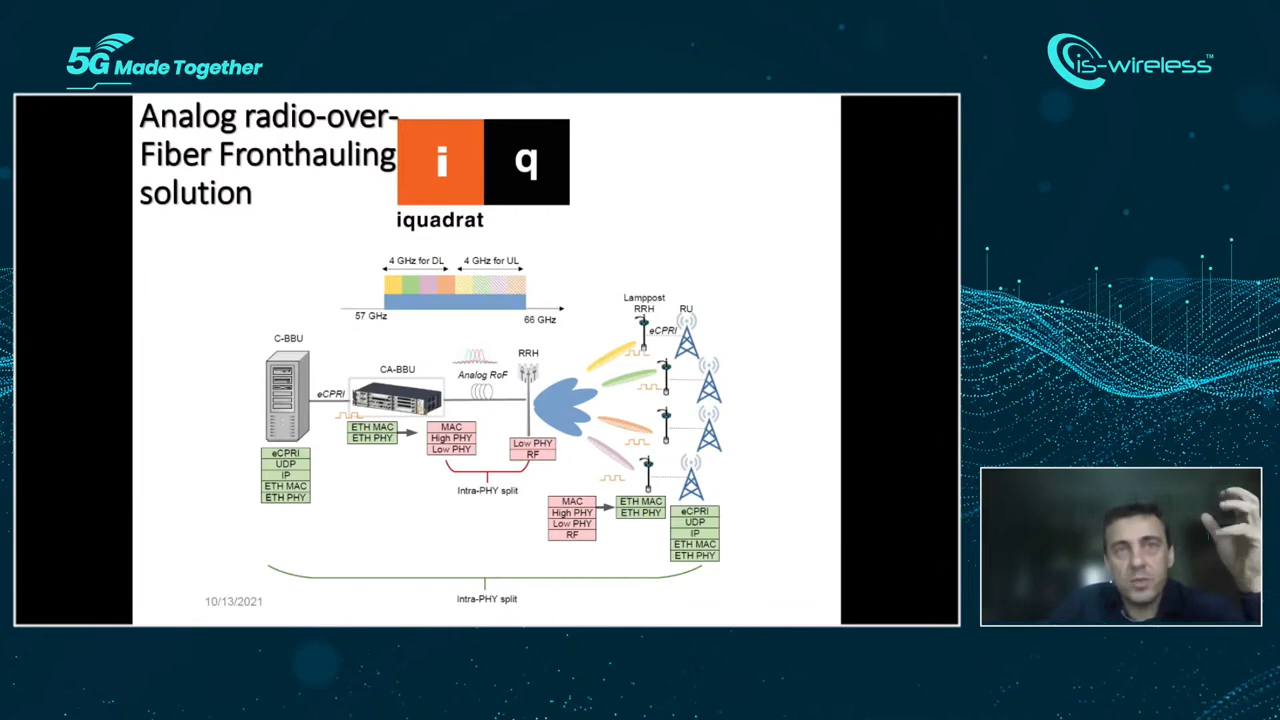 5G Made Together
is-wireless™
Analog radio-over-
Fiber Fronthauling
solution
i q
iquadrat
4 GHz for DL
4 GHz for UL
57 GHz
66 GHz
Lamppost
RRH
RU
eCPRI
C-BBU
CA-BBU
RRH
Analog RoF
eCPRI
ETH MAC
ETH PHY
MAC
High PHY
Low PHY
Low PHY
RF
eCPRI
UDP
IP
ETH MAC
ETH PHY
Intra-PHY split
MAC
High PHY
Low PHY
RF
ETH MAC
ETH PHY
eCPRI
UDP
IP
ETH MAC
ETH PHY
Intra-PHY split
10/13/2021